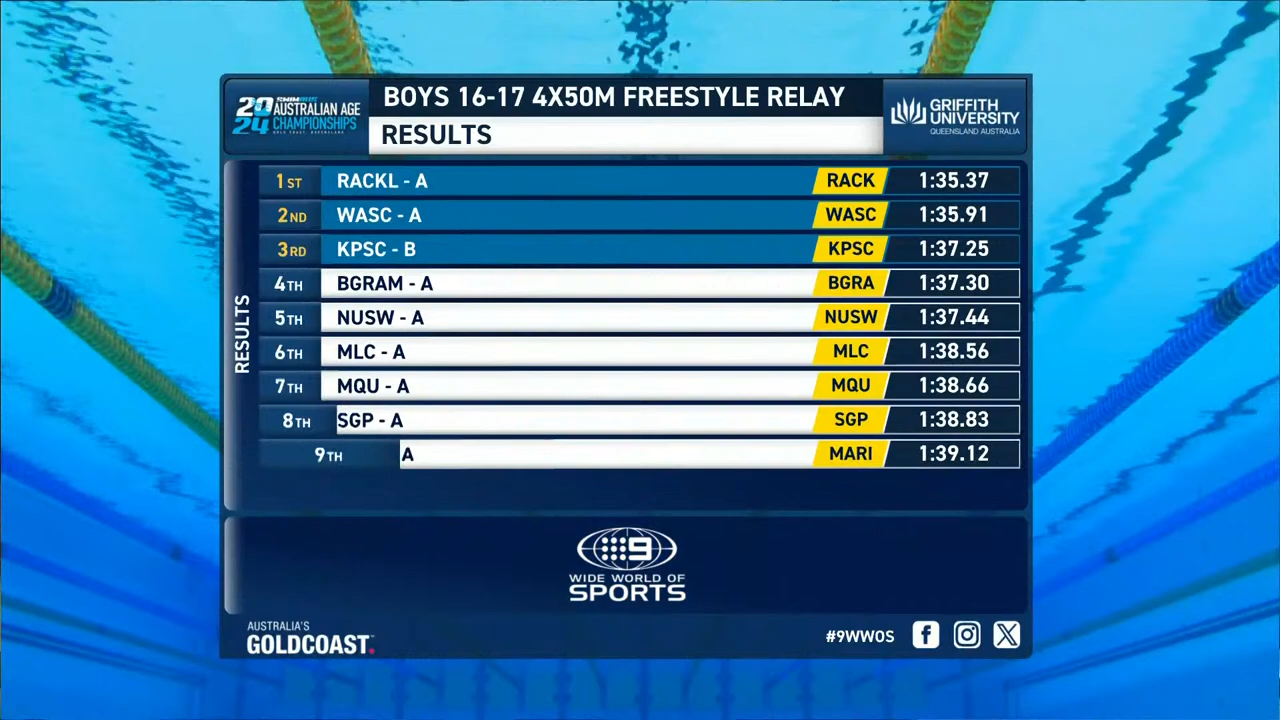 2024 AUSTRALIAN AGE
CHAMPIONSHIPS
BOYS 16-17 4X50M FREESTYLE RELAY
RESULTS
GRIFFITH
UNIVERSITY
QUEENSLAND AUSTRALIA
RESULTS
1ST RACKL - A RACK 1:35.37
2ND WASC - A WASC 1:35.91
3RD KPSC - B KPSC 1:37.25
4TH BGRAM - A BGRA 1:37.30
5TH NUSW - A NUSW 1:37.44
6TH MLC - A MLC 1:38.56
7TH MQU - A MQU 1:38.66
8TH SGP - A SGP 1:38.83
9TH A MARI 1:39.12
9
WIDE WORLD OF
SPORTS
AUSTRALIA'S
GOLDCOAST.
#9WWOS